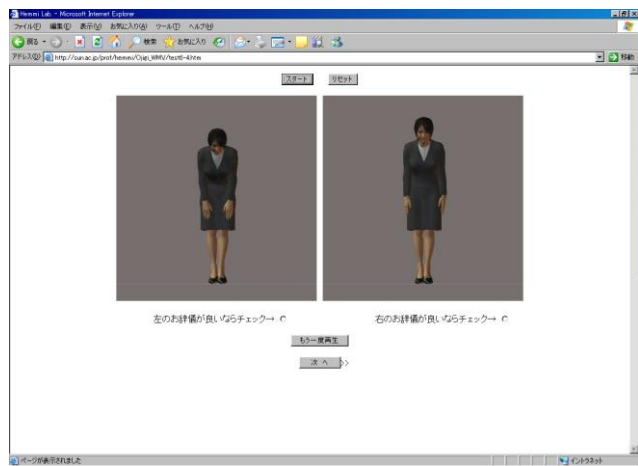 Hemmi Lab. - Microsoft Internet Explorer
ファイル(F) 編集(E) 表示(V) お気に入り(A) ツール(T) ヘルプ(H)
戻る 検索 お気に入り
アドレス(D) 移動
スタート リセット
左のお辞儀が良いならチェック→ 右のお辞儀が良いならチェック→
もう一度再生
次 へ >>
ページが表示されました イントラネット